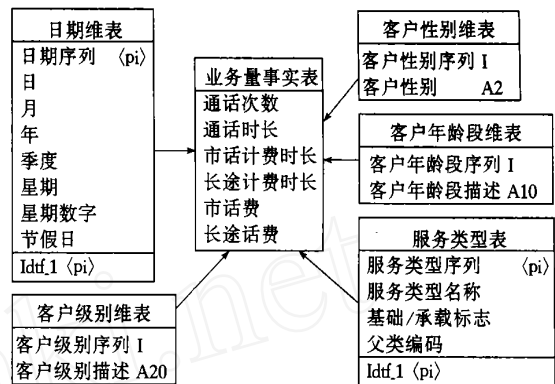 日期维表
日期序列 〈pi〉
日
月
年
季度
星期
星期数字
节假日
Idtf_1 〈pi〉
业务量事实表
通话次数
通话时长
市话计费时长
长途计费时长
市话费
长途话费
客户性别维表
客户性别序列 I
客户性别 A2
客户年龄段维表
客户年龄段序列 I
客户年龄段描述 A10
服务类型表
服务类型序列 〈pi〉
服务类型名称
基础/承载标志
父类编码
Idf_1 〈pi〉
客户级别维表
客户级别序列 I
客户级别描述 A20